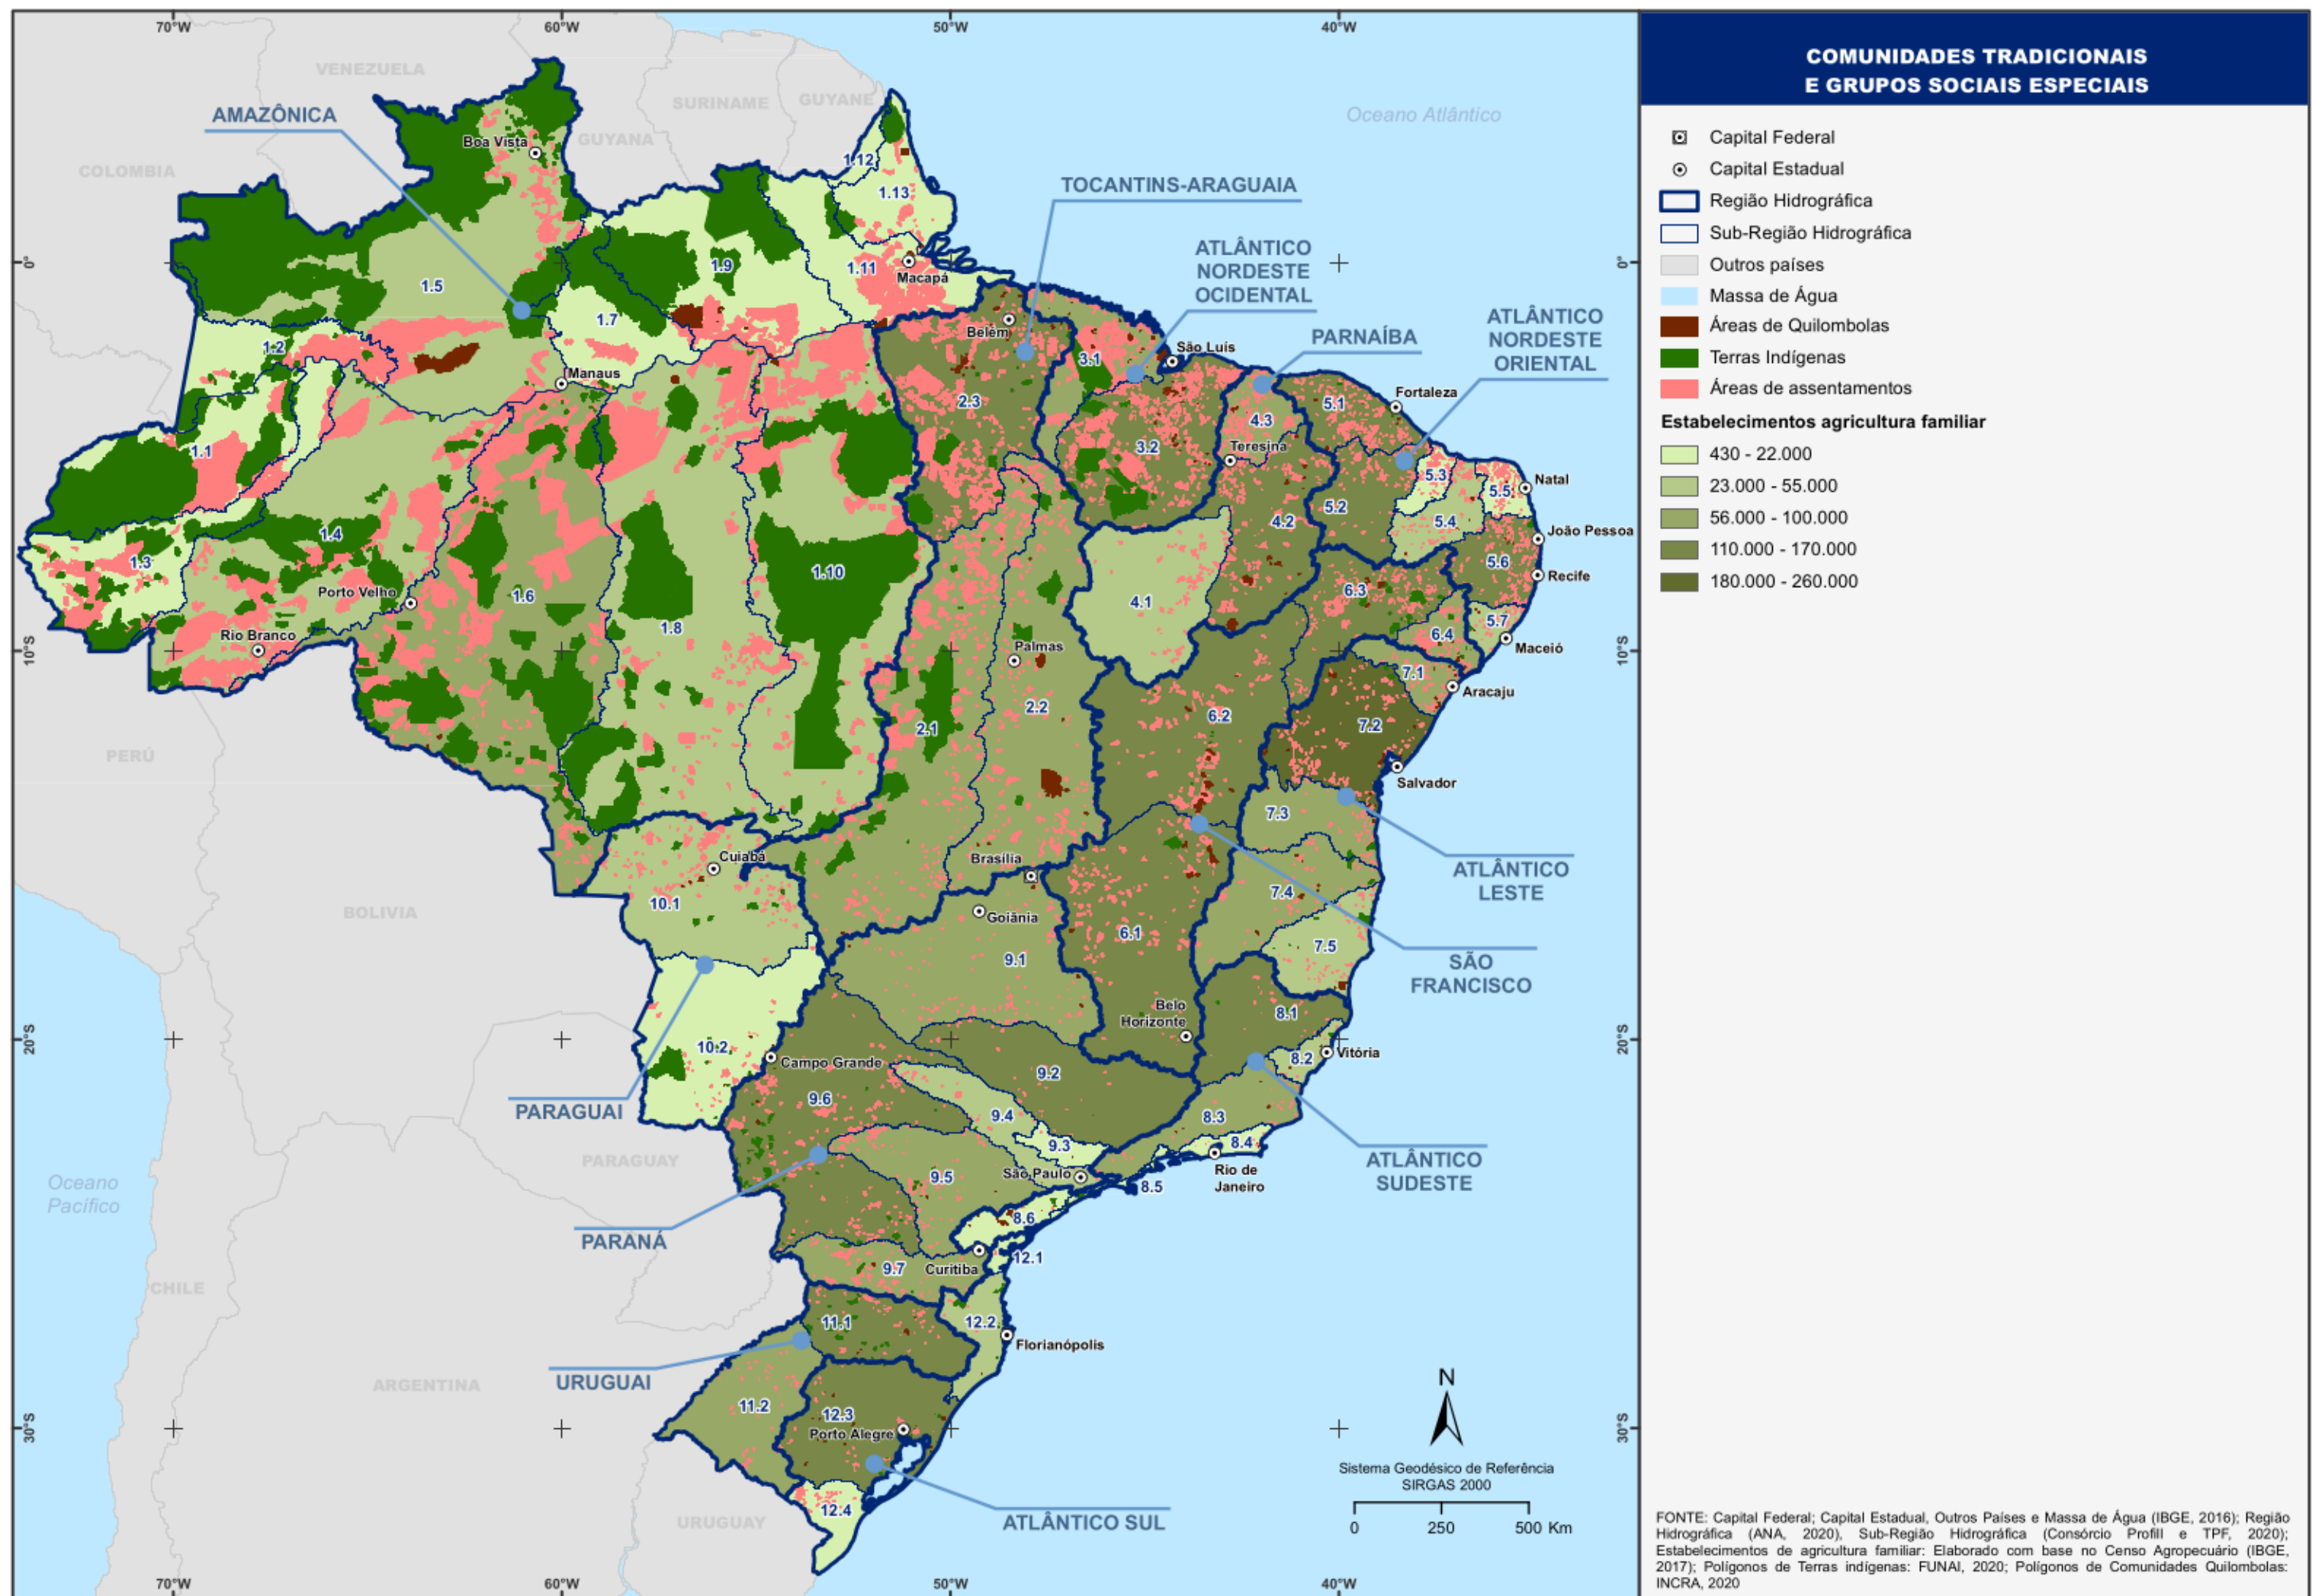 70°W
60°W
50°W
40°W
VENEZUELA
SURINAME
GUYANE
GUYANA
COLOMBIA
Oceano Atlântico
AMAZÔNICA
Boa Vista
1.12
1.13
TOCANTINS-ARAGUAIA
ATLÂNTICO
NORDESTE
OCIDENTAL
PARNAÍBA
ATLÂNTICO
NORDESTE
ORIENTAL
0°
0°
1.5
1.9
1.11
Macapá
1.7
1.2
Manaus
Belém
3.1
São Luís
2.3
4.3
5.1
Fortaleza
1.1
3.2
Teresina
5.3
5.5
Natal
1.4
4.2
5.2
5.4
João Pessoa
1.3
1.10
5.6
Recife
Porto Velho
1.6
4.1
6.3
Rio Branco
1.8
6.4
5.7
Maceió
10°S
10°S
Palmas
7.1
Aracaju
2.1
2.2
6.2
7.2
PERÚ
Salvador
7.3
Cuiabá
Brasília
ATLÂNTICO
LESTE
10.1
BOLIVIA
Goiânia
7.4
6.1
9.1
7.5
SÃO
FRANCISCO
Belo
Horizonte
8.1
20°S
20°S
10.2
Campo Grande
8.2
Vitória
9.2
PARAGUAI
9.6
9.4
8.3
9.3
8.4
PARAGUAY
São Paulo
Rio de
Janeiro
ATLÂNTICO
SUDESTE
Oceano
Pacífico
9.5
8.5
PARANÁ
8.6
12.1
9.7
Curitiba
CHILE
11.1
12.2
Florianópolis
URUGUAI
ARGENTINA
11.2
12.3
Porto Alegre
30°S
30°S
12.4
URUGUAY
ATLÂNTICO SUL
N
Sistema Geodésico de Referência
SIRGAS 2000
0 250 500 Km
70°W
60°W
50°W
40°W
COMUNIDADES TRADICIONAIS
E GRUPOS SOCIAIS ESPECIAIS
Capital Federal
Capital Estadual
Região Hidrográfica
Sub-Região Hidrográfica
Outros países
Massa de Água
Áreas de Quilombolas
Terras Indígenas
Áreas de assentamentos
Estabelecimentos agricultura familiar
430 - 22.000
23.000 - 55.000
56.000 - 100.000
110.000 - 170.000
180.000 - 260.000
FONTE: Capital Federal; Capital Estadual, Outros Países e Massa de Água (IBGE, 2016); Região
Hidrográfica (ANA, 2020), Sub-Região Hidrográfica (Consórcio Profill e TPF, 2020);
Estabelecimentos de agricultura familiar: Elaborado com base no Censo Agropecuário (IBGE,
2017); Polígonos de Terras indígenas: FUNAI, 2020; Polígonos de Comunidades Quilombolas:
INCRA, 2020